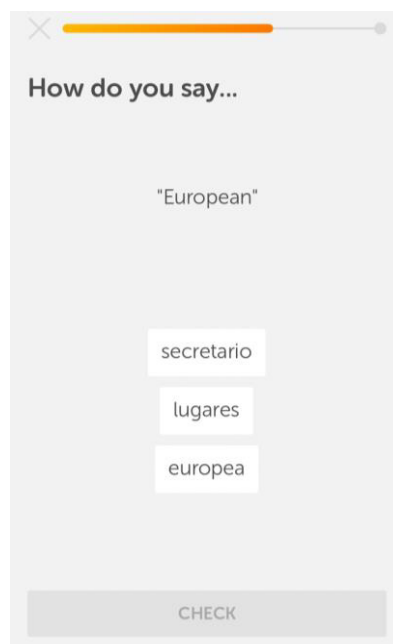 How do you say...
"European"
secretario
lugares
europea
CHECK